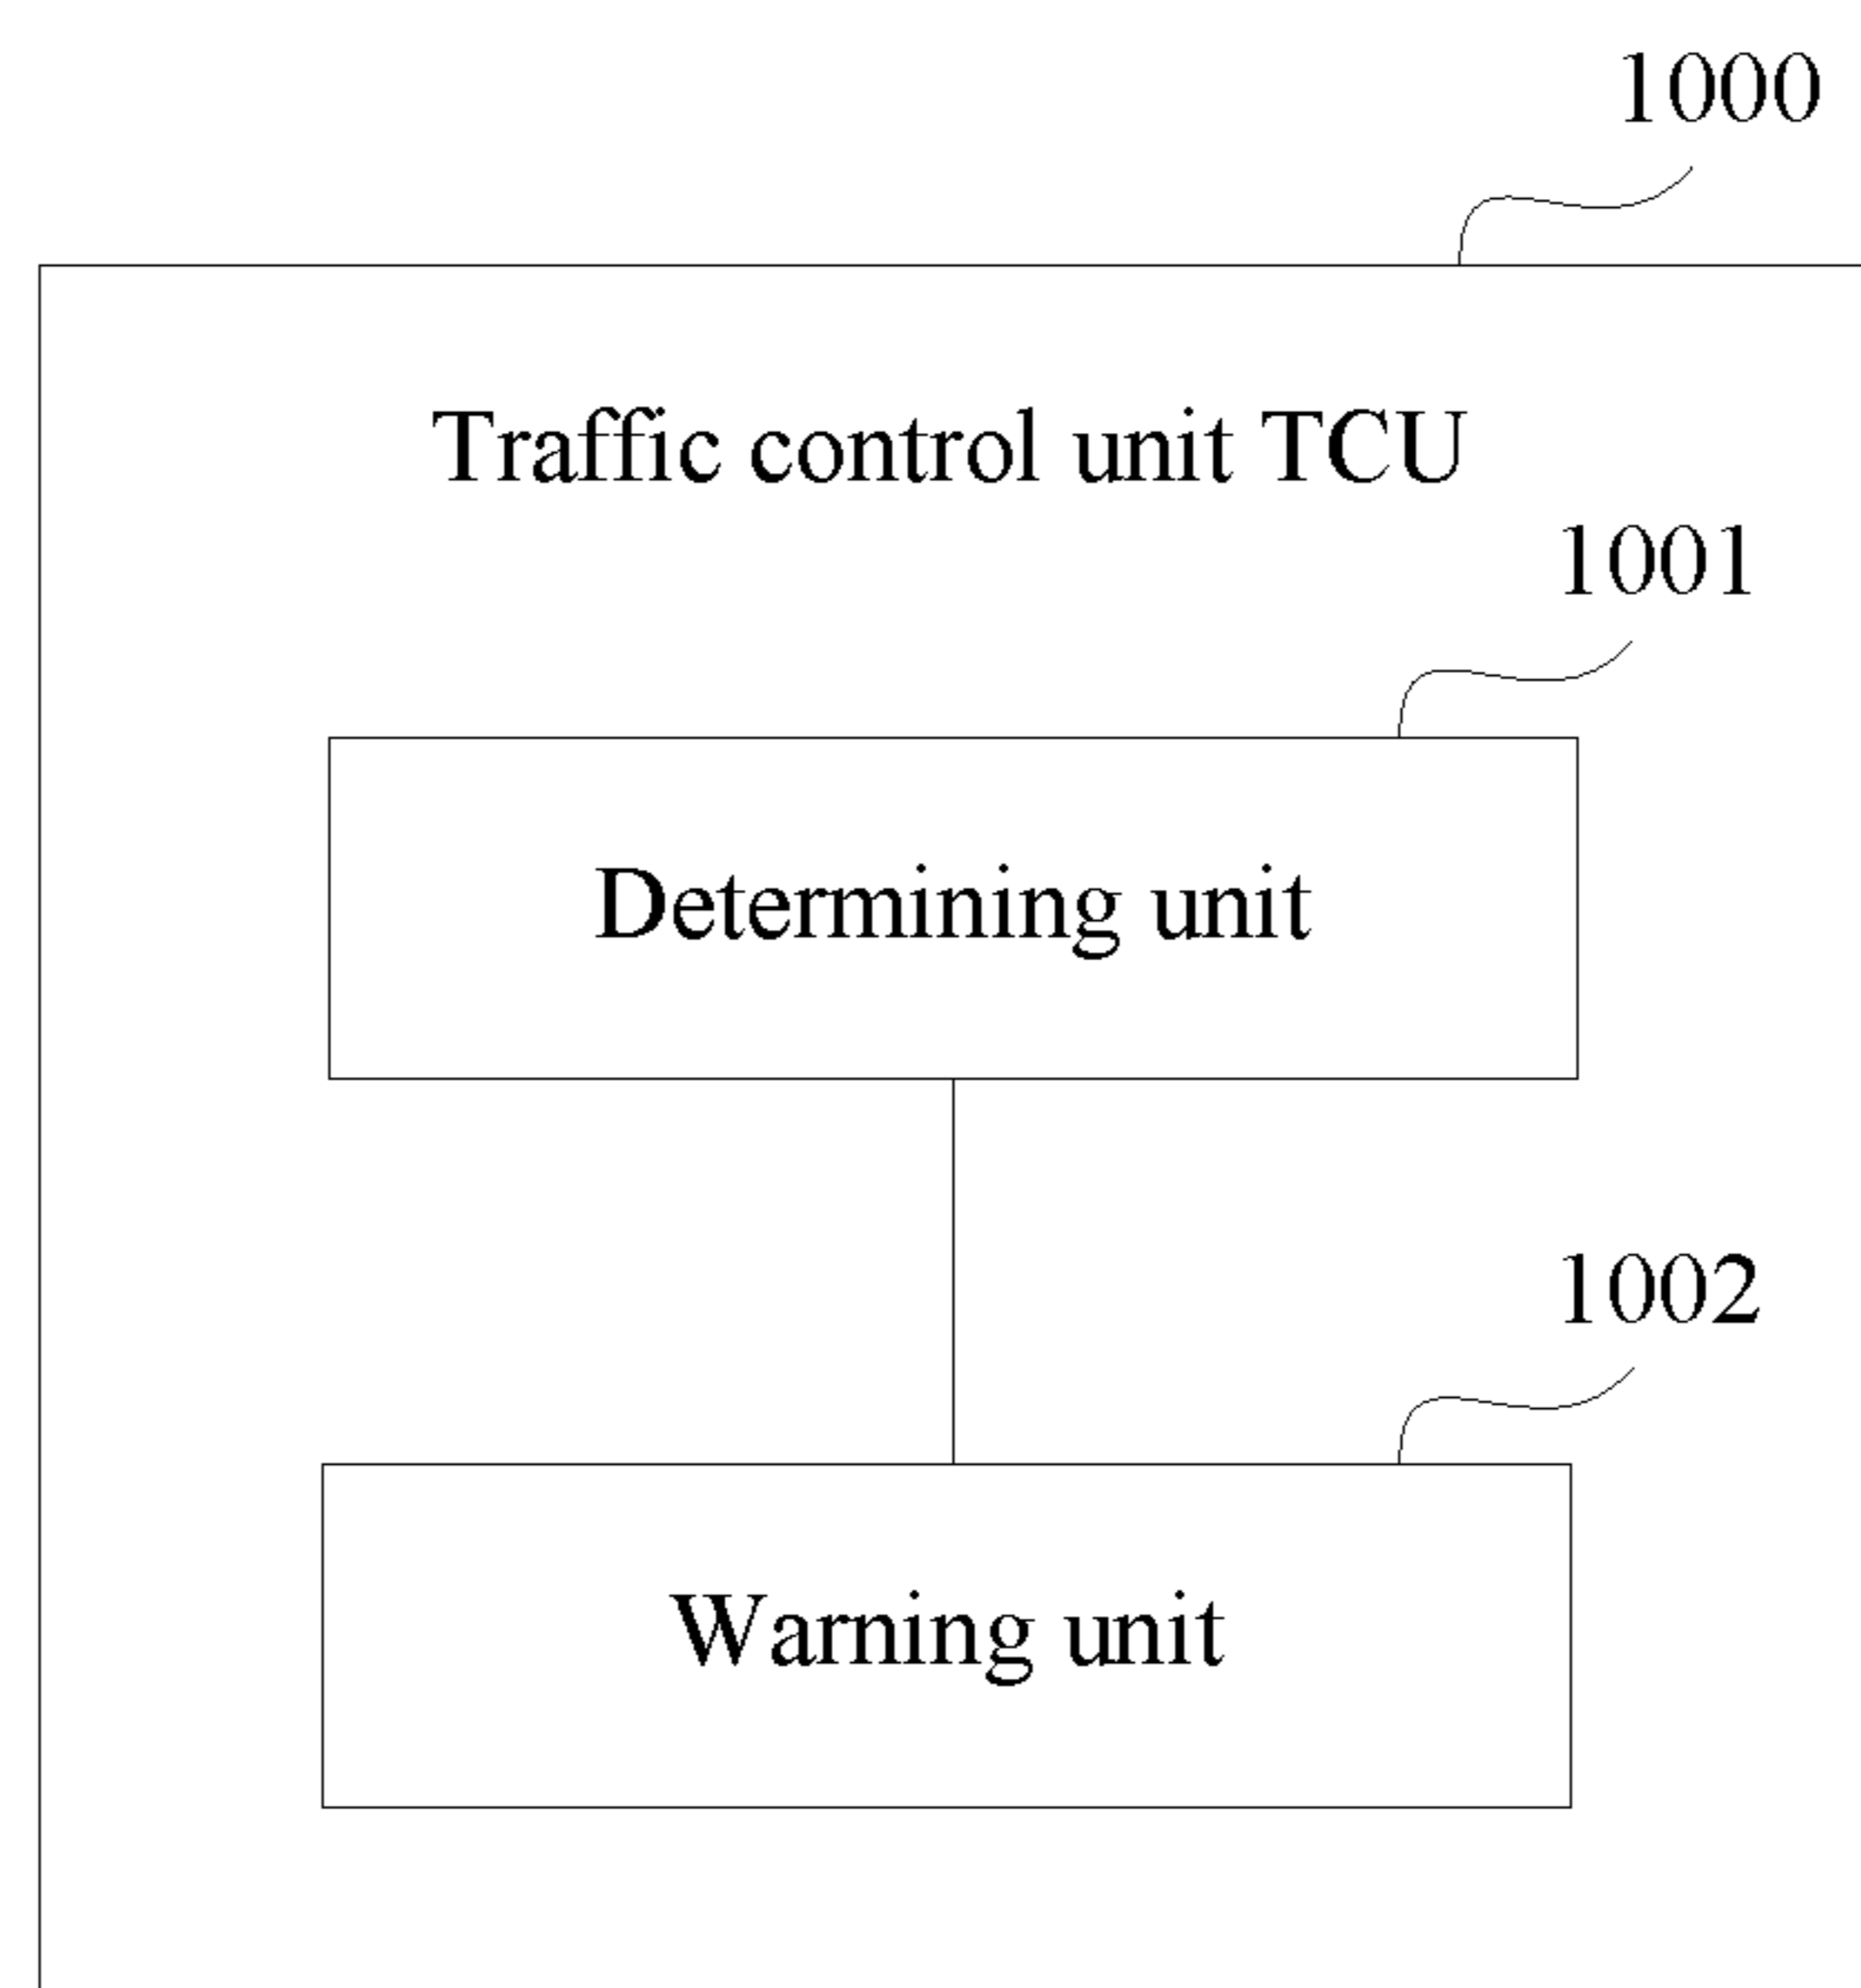 1000
Traffic control unit TCU
1001
Determining unit
1002
Warning unit